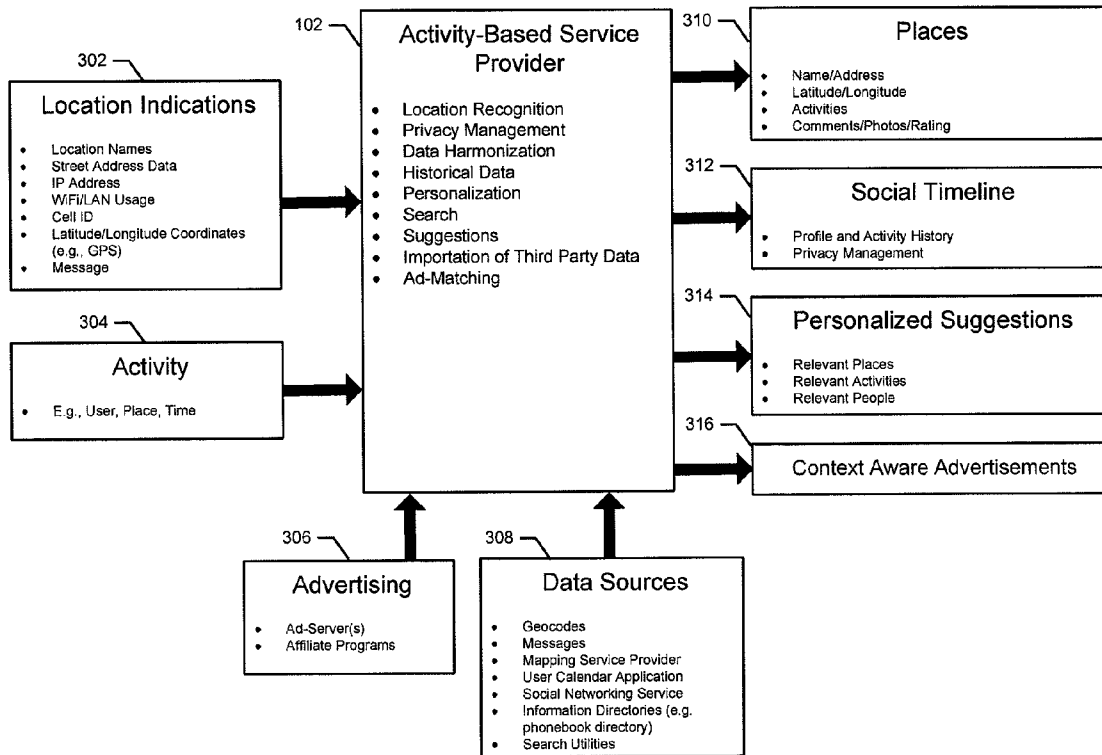 302
Location Indications
• Location Names
• Street Address Data
• IP Address
• WiFi/LAN Usage
• Cell ID
• Latitude/Longitude Coordinates
(e.g., GPS)
• Message
304
Activity
• E.g., User, Place, Time
102
Activity-Based Service
Provider
• Location Recognition
• Privacy Management
• Data Harmonization
• Historical Data
• Personalization
• Search
• Suggestions
• Importation of Third Party Data
• Ad-Matching
306
Advertising
• Ad-Server(s)
• Affiliate Programs
308
Data Sources
• Geocodes
• Messages
• Mapping Service Provider
• User Calendar Application
• Social Networking Service
• Information Directories (e.g.
phonebook directory)
• Search Utilities
310
Places
• Name/Address
• Latitude/Longitude
• Activities
• Comments/Photos/Rating
312
Social Timeline
• Profile and Activity History
• Privacy Management
314
Personalized Suggestions
• Relevant Places
• Relevant Activities
• Relevant People
316
Context Aware Advertisements